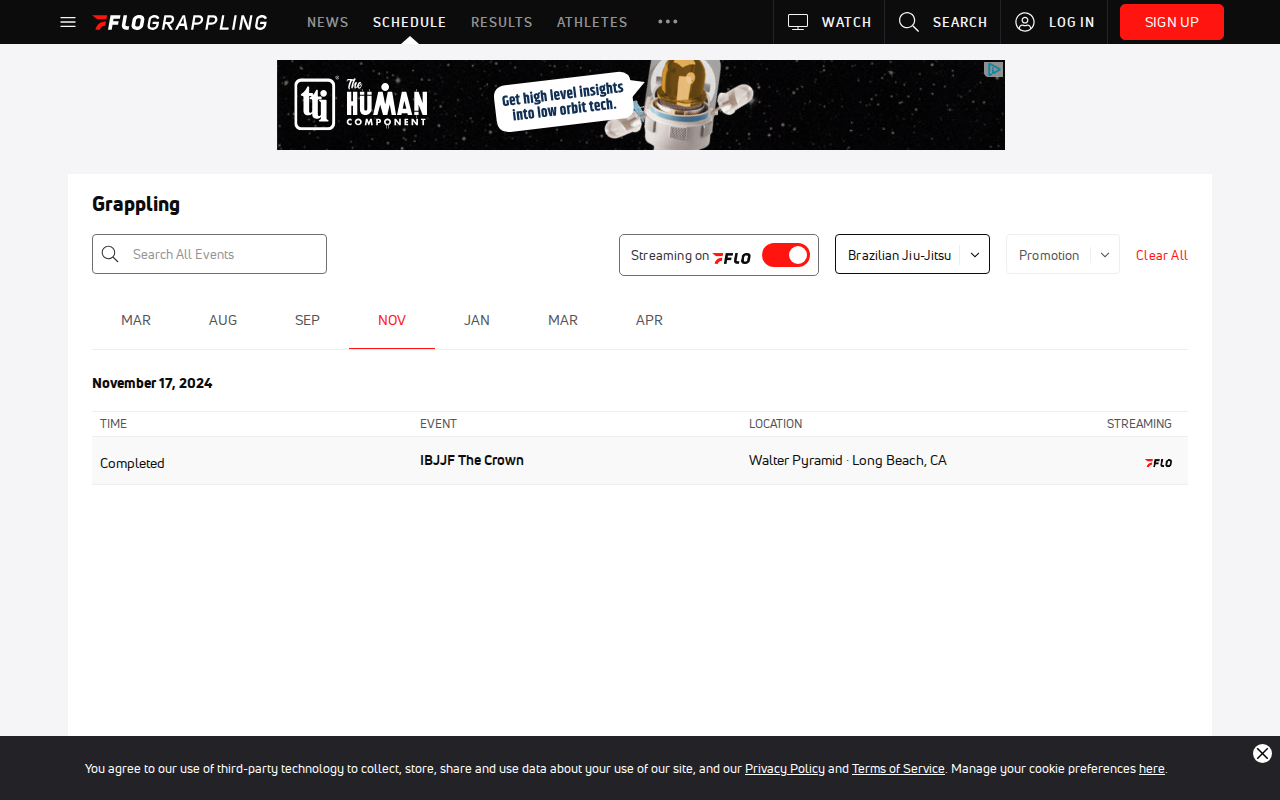 FLOGRAPPLING
NEWS
SCHEDULE
RESULTS
ATHLETES
WATCH
SEARCH
LOG IN
SIGN UP
tti
The HUMAN COMPONENT
Get high level insights
into low orbit tech.
Grappling
Search All Events
Streaming on FLO
Brazilian Jiu-Jitsu
Promotion
Clear All
MAR
AUG
SEP
NOV
JAN
MAR
APR
November 17, 2024
TIME
EVENT
LOCATION
STREAMING
Completed
IBJJF The Crown
Walter Pyramid · Long Beach, CA
FLO
You agree to our use of third-party technology to collect, store, share and use data about your use of our site, and our Privacy Policy and Terms of Service. Manage your cookie preferences here.